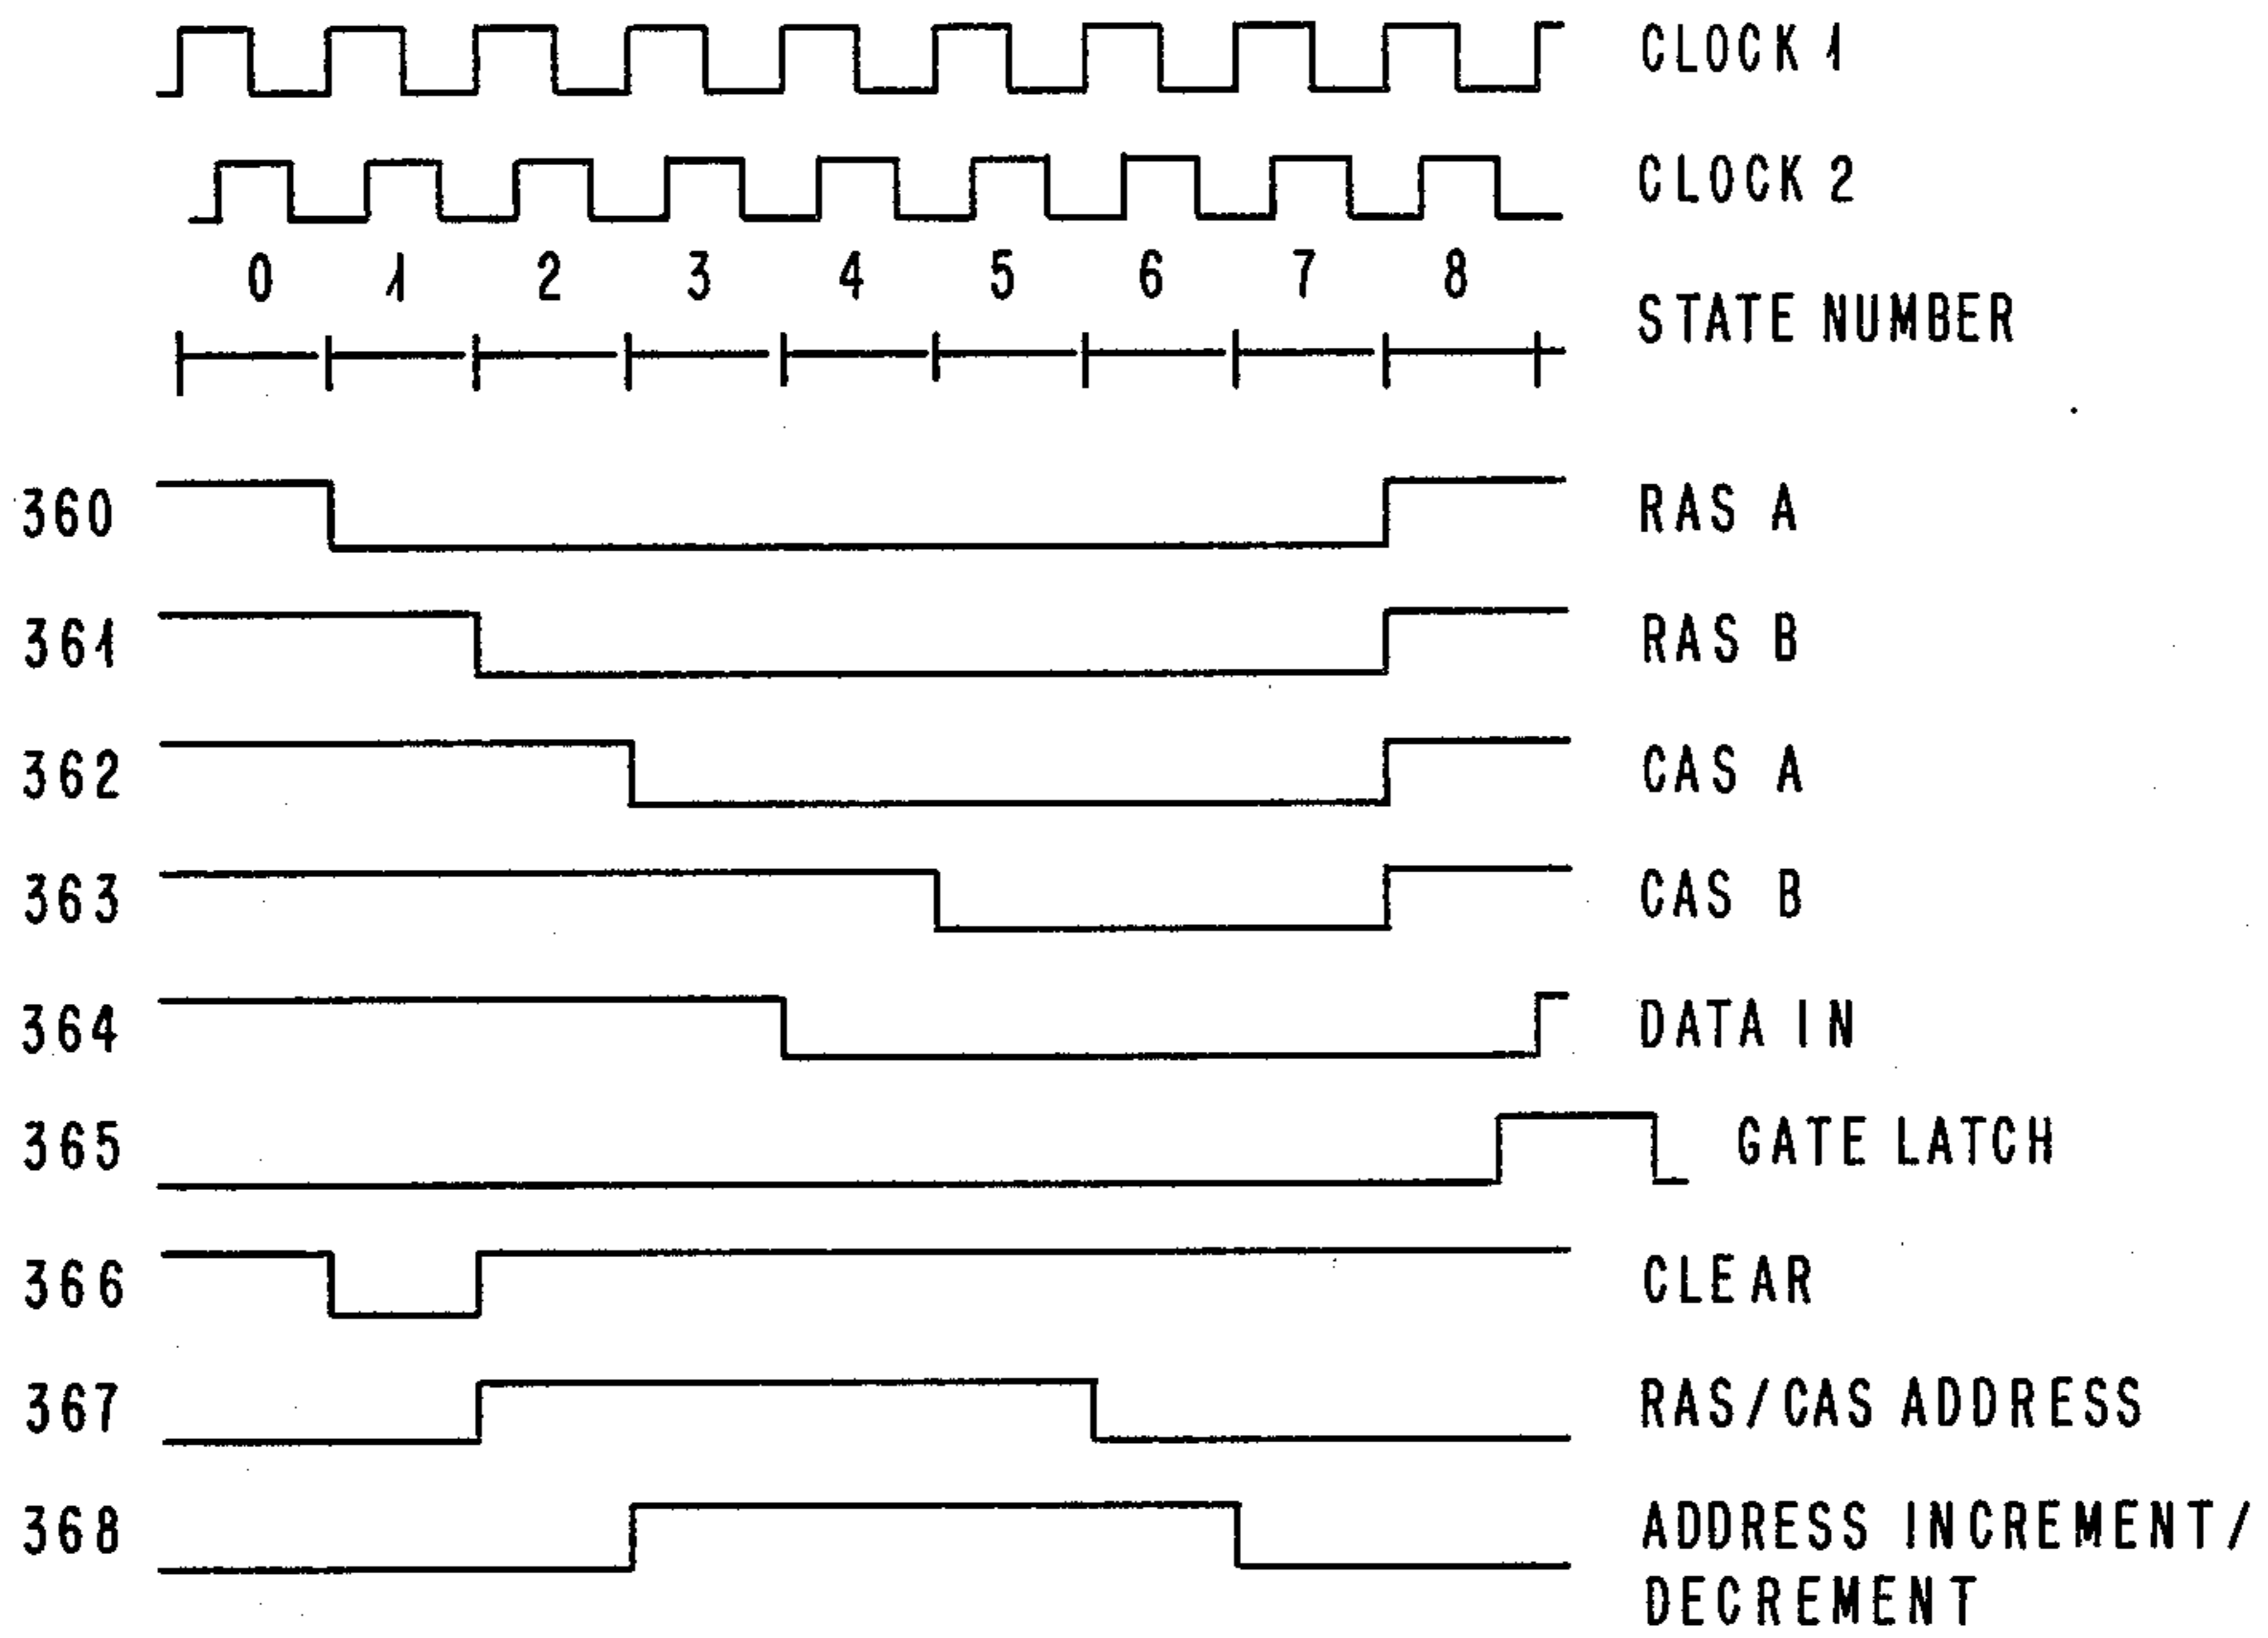 CLOCK 1
CLOCK 2
0 1 2 3 4 5 6 7 8
STATE NUMBER
360 RAS A
361 RAS B
362 CAS A
363 CAS B
364 DATA IN
365 GATE LATCH
366 CLEAR
367 RAS/CAS ADDRESS
368 ADDRESS INCREMENT/
DECREMENT